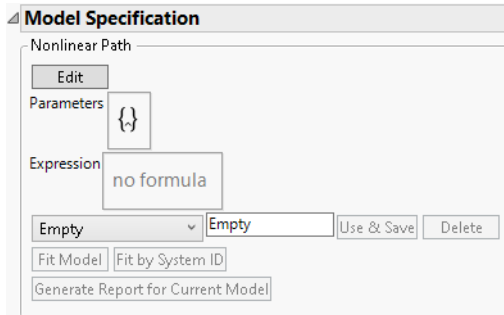 Model Specification
Nonlinear Path
Edit
Parameters {}
Expression no formula
Empty Empty Use & Save Delete
Fit Model Fit by System ID
Generate Report for Current Model